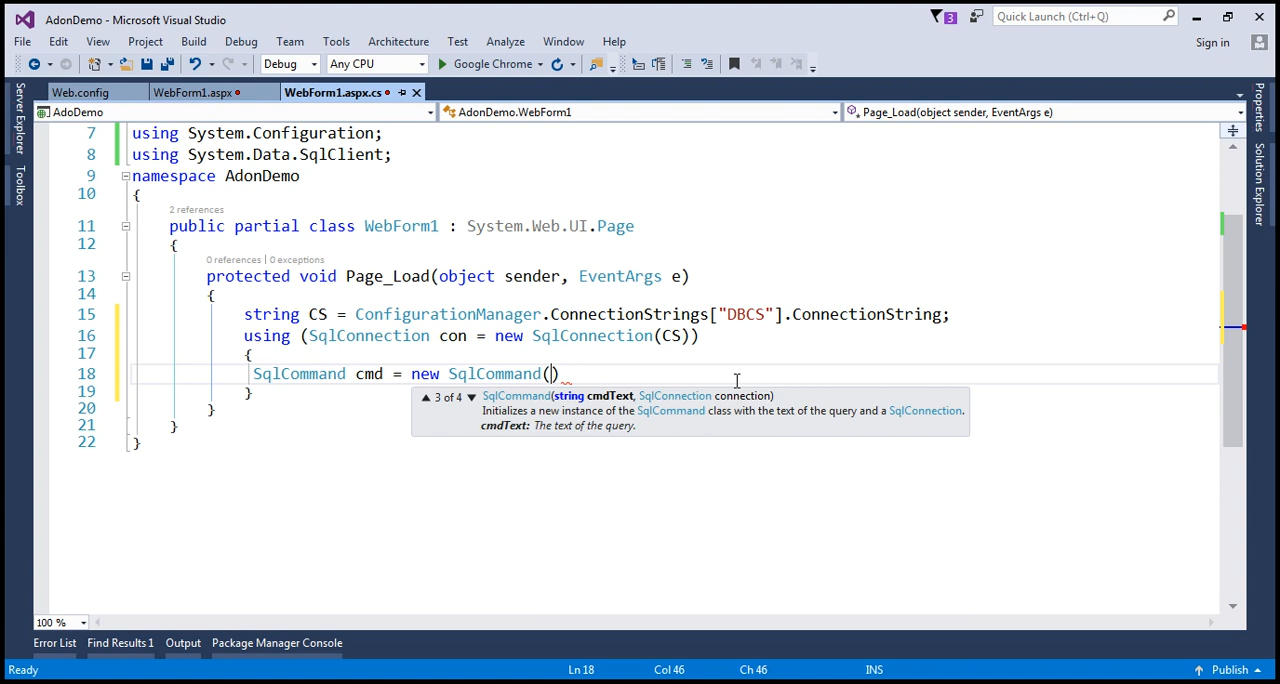 AdonDemo - Microsoft Visual Studio
3
Quick Launch (Ctrl+Q)
File Edit View Project Build Debug Team Tools Architecture Test Analyze Window Help
Sign in
Debug Any CPU Google Chrome
Server Explorer
Toolbox
Web.config WebForm1.aspx WebForm1.aspx.cs
AdoDemo AdonDemo.WebForm1 Page_Load(object sender, EventArgs e)
Properties
Solution Explorer
7 using System.Configuration;
8 using System.Data.SqlClient;
9 namespace AdonDemo
10 {
2 references
11 public partial class WebForm1 : System.Web.UI.Page
12 {
0 references | 0 exceptions
13 protected void Page_Load(object sender, EventArgs e)
14 {
15 string CS = ConfigurationManager.ConnectionStrings["DBCS"].ConnectionString;
16 using (SqlConnection con = new SqlConnection(CS))
17 {
18 SqlCommand cmd = new SqlCommand()
19 }
20 }
21 }
22 }
▲ 3 of 4 ▼ SqlCommand(string cmdText, SqlConnection connection)
Initializes a new instance of the SqlCommand class with the text of the query and a SqlConnection.
cmdText: The text of the query.
100 %
Error List Find Results 1 Output Package Manager Console
Ready Ln 18 Col 46 Ch 46 INS Publish